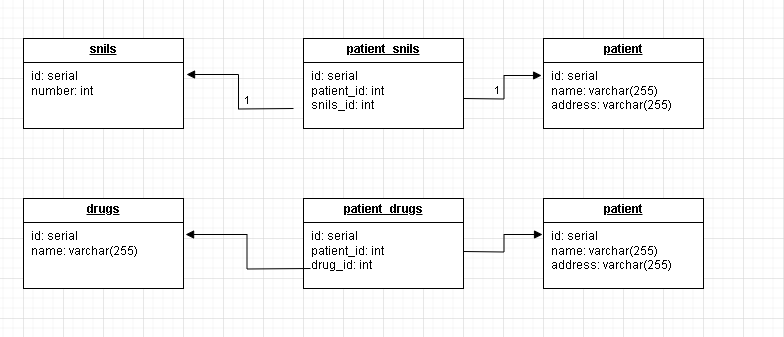 snils
id: serial
number: int
1
patient_snils
id: serial
patient_id: int
snils_id: int
1
patient
id: serial
name: varchar(255)
address: varchar(255)
drugs
id: serial
name: varchar(255)
patient_drugs
id: serial
patient_id: int
drug_id: int
patient
id: serial
name: varchar(255)
address: varchar(255)